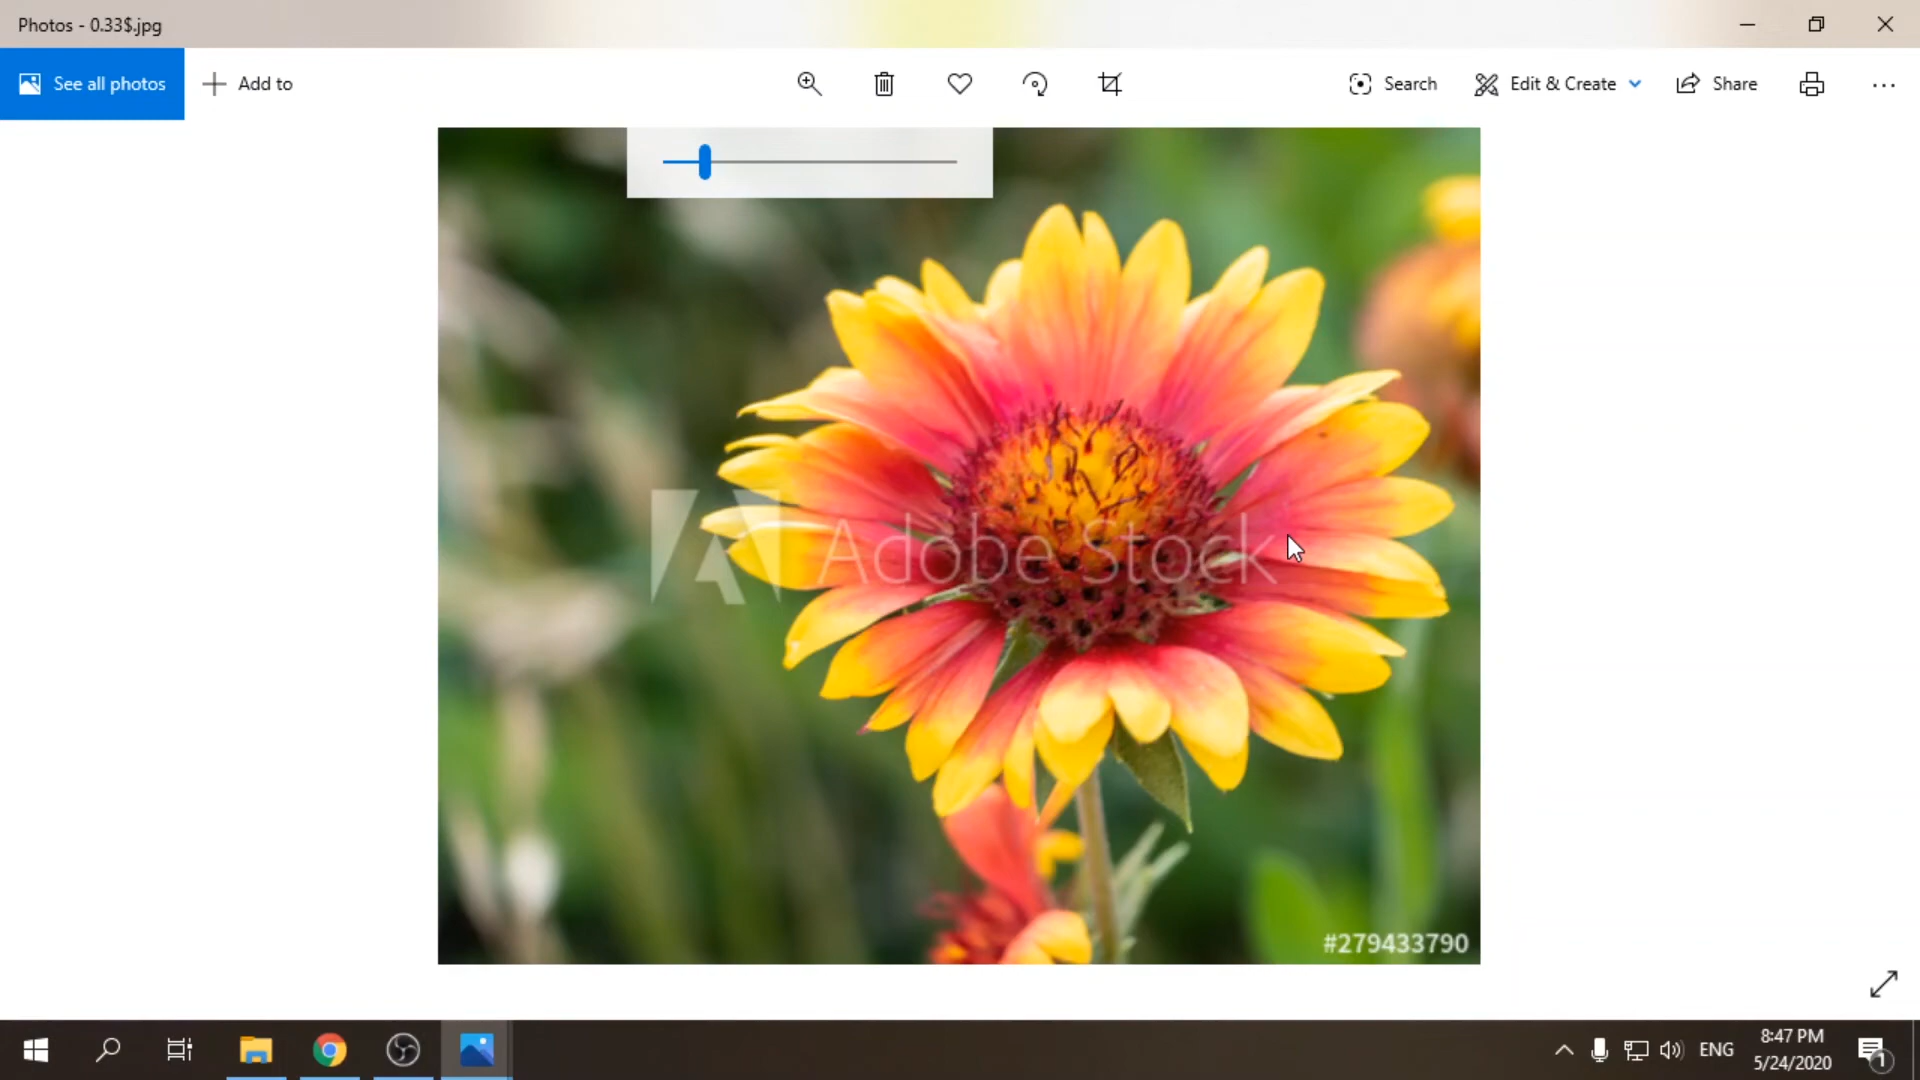 Photos - 0.33$.jpg
See all photos
Add to
Search
Edit & Create
Share
Adobe Stock
#279433790
ENG
8:47 PM
5/24/2020
1